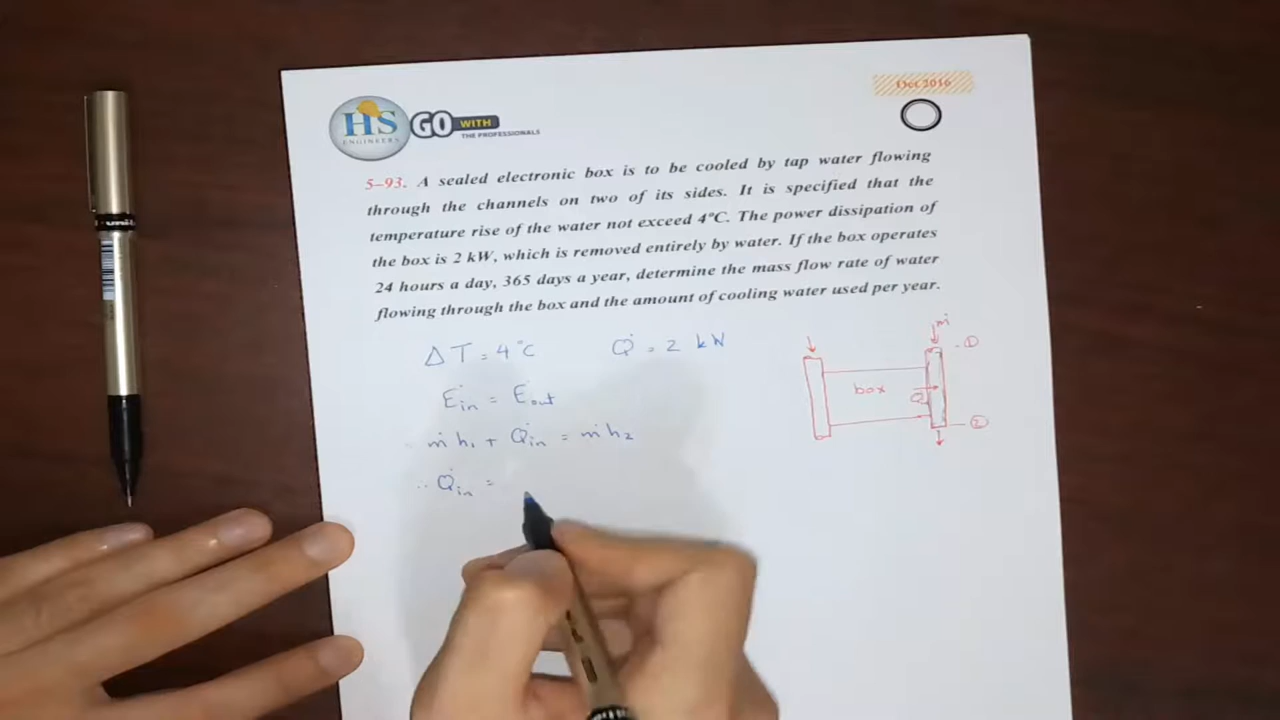 Oct 2016
HS
ENGINEERS
GO WITH
THE PROFESSIONALS
5–93. A sealed electronic box is to be cooled by tap water flowing
through the channels on two of its sides. It is specified that the
temperature rise of the water not exceed 4°C. The power dissipation of
the box is 2 kW, which is removed entirely by water. If the box operates
24 hours a day, 365 days a year, determine the mass flow rate of water
flowing through the box and the amount of cooling water used per year.
ΔT = 4 °C Q̇ = 2 kW
Ėin = Ėout
ṁ h₁ + Q̇in = ṁ h₂
∴ Q̇in =
ṁ
①
box
Q̇
②
uni